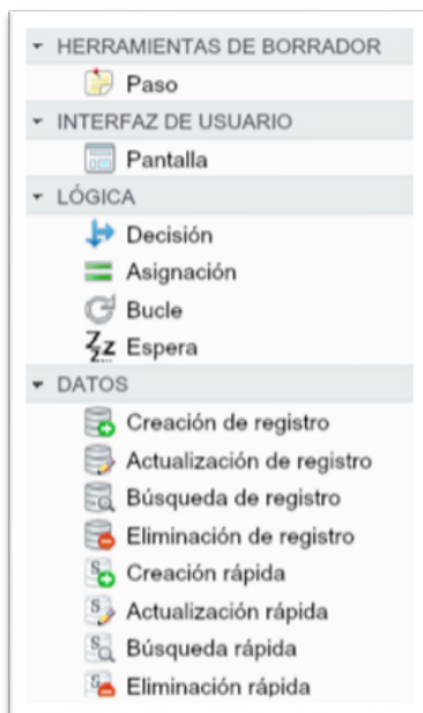 HERRAMIENTAS DE BORRADOR
Paso
INTERFAZ DE USUARIO
Pantalla
LÓGICA
Decisión
Asignación
Bucle
Espera
DATOS
Creación de registro
Actualización de registro
Búsqueda de registro
Eliminación de registro
Creación rápida
Actualización rápida
Búsqueda rápida
Eliminación rápida